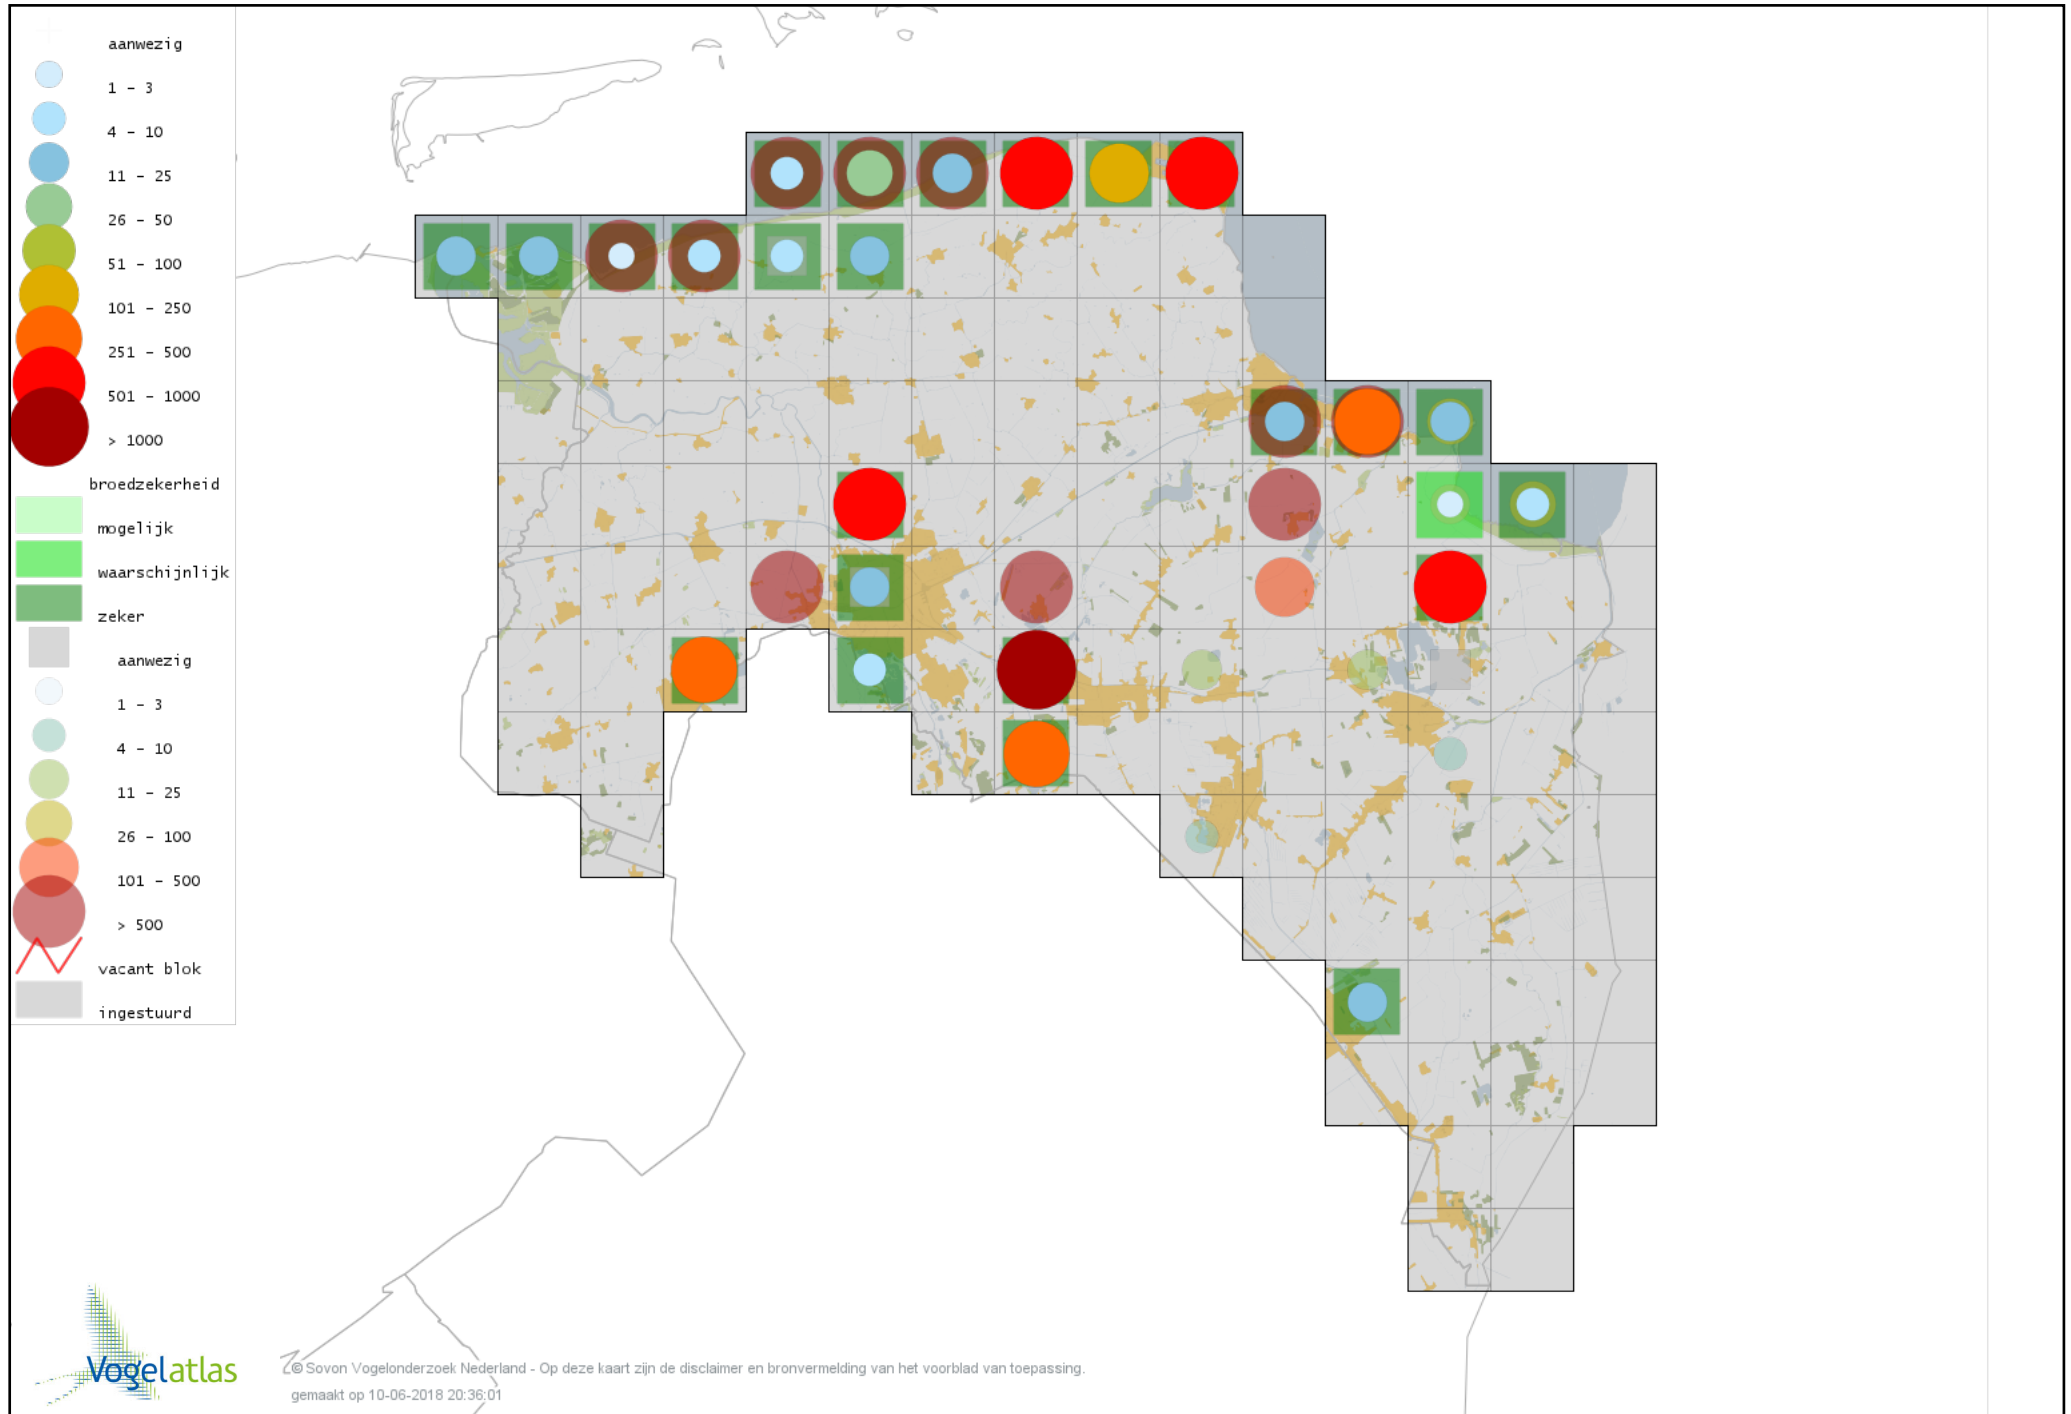 aanwezig
1 - 3
4 - 10
11 - 25
26 - 50
51 - 100
101 - 250
251 - 500
501 - 1000
> 1000
broedzekerheid
mogelijk
waarschijnlijk
zeker
aanwezig
1 - 3
4 - 10
11 - 25
26 - 100
101 - 500
> 500
vacant blok
ingestuurd
Vogelatlas
© Sovon Vogelonderzoek Nederland - Op deze kaart zijn de disclaimer en bronvermelding van het voorblad van toepassing.
gemaakt op 10-06-2018 20:36:01